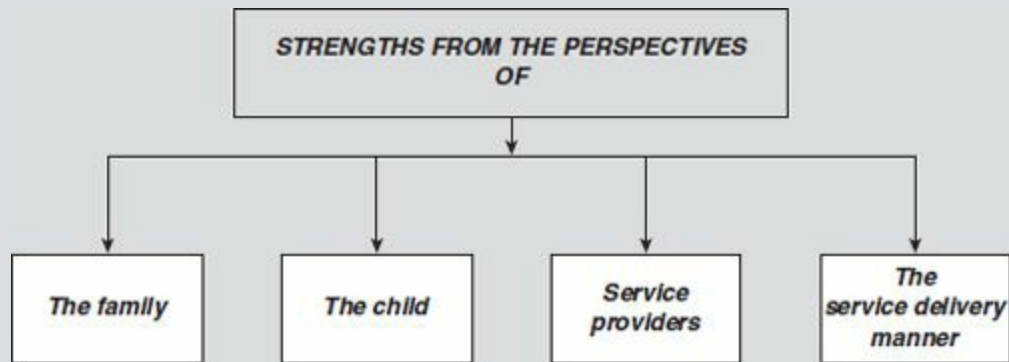 STRENGTHS FROM THE PERSPECTIVES
OF
The family
The child
Service
providers
The
service delivery
manner